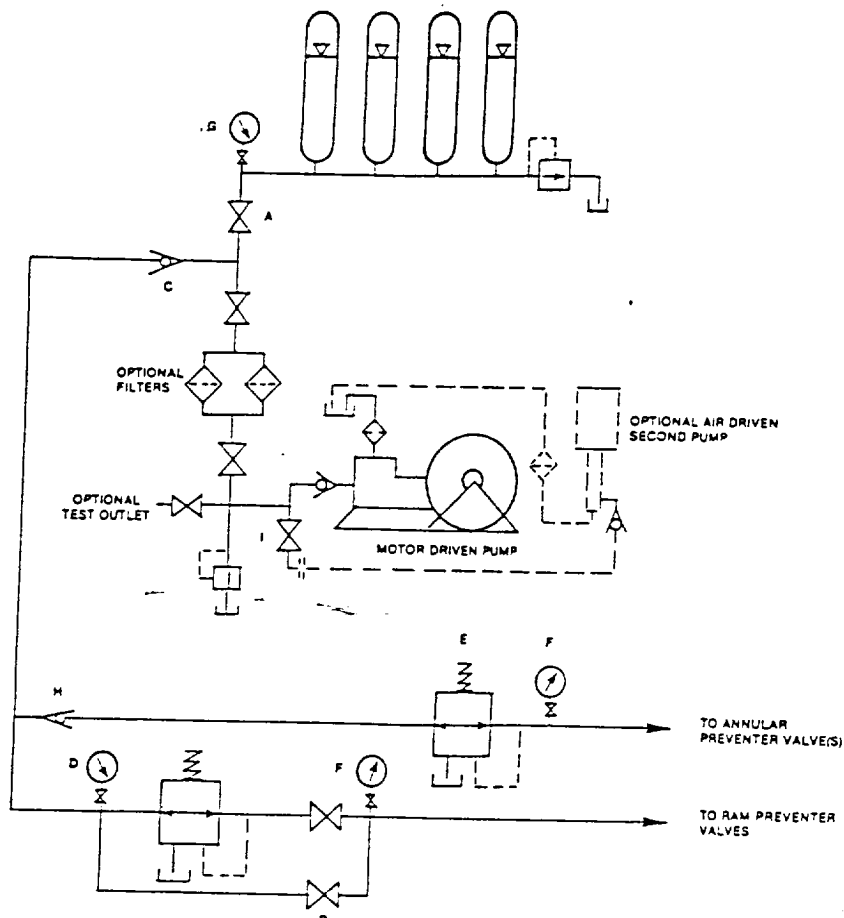 G
A
C
OPTIONAL
FILTERS
OPTIONAL AIR DRIVEN
SECOND PUMP
OPTIONAL
TEST OUTLET
I
MOTOR DRIVEN PUMP
E
F
H
TO ANNULAR
PREVENTER VALVE(S)
D
F
TO RAM PREVENTER
VALVES